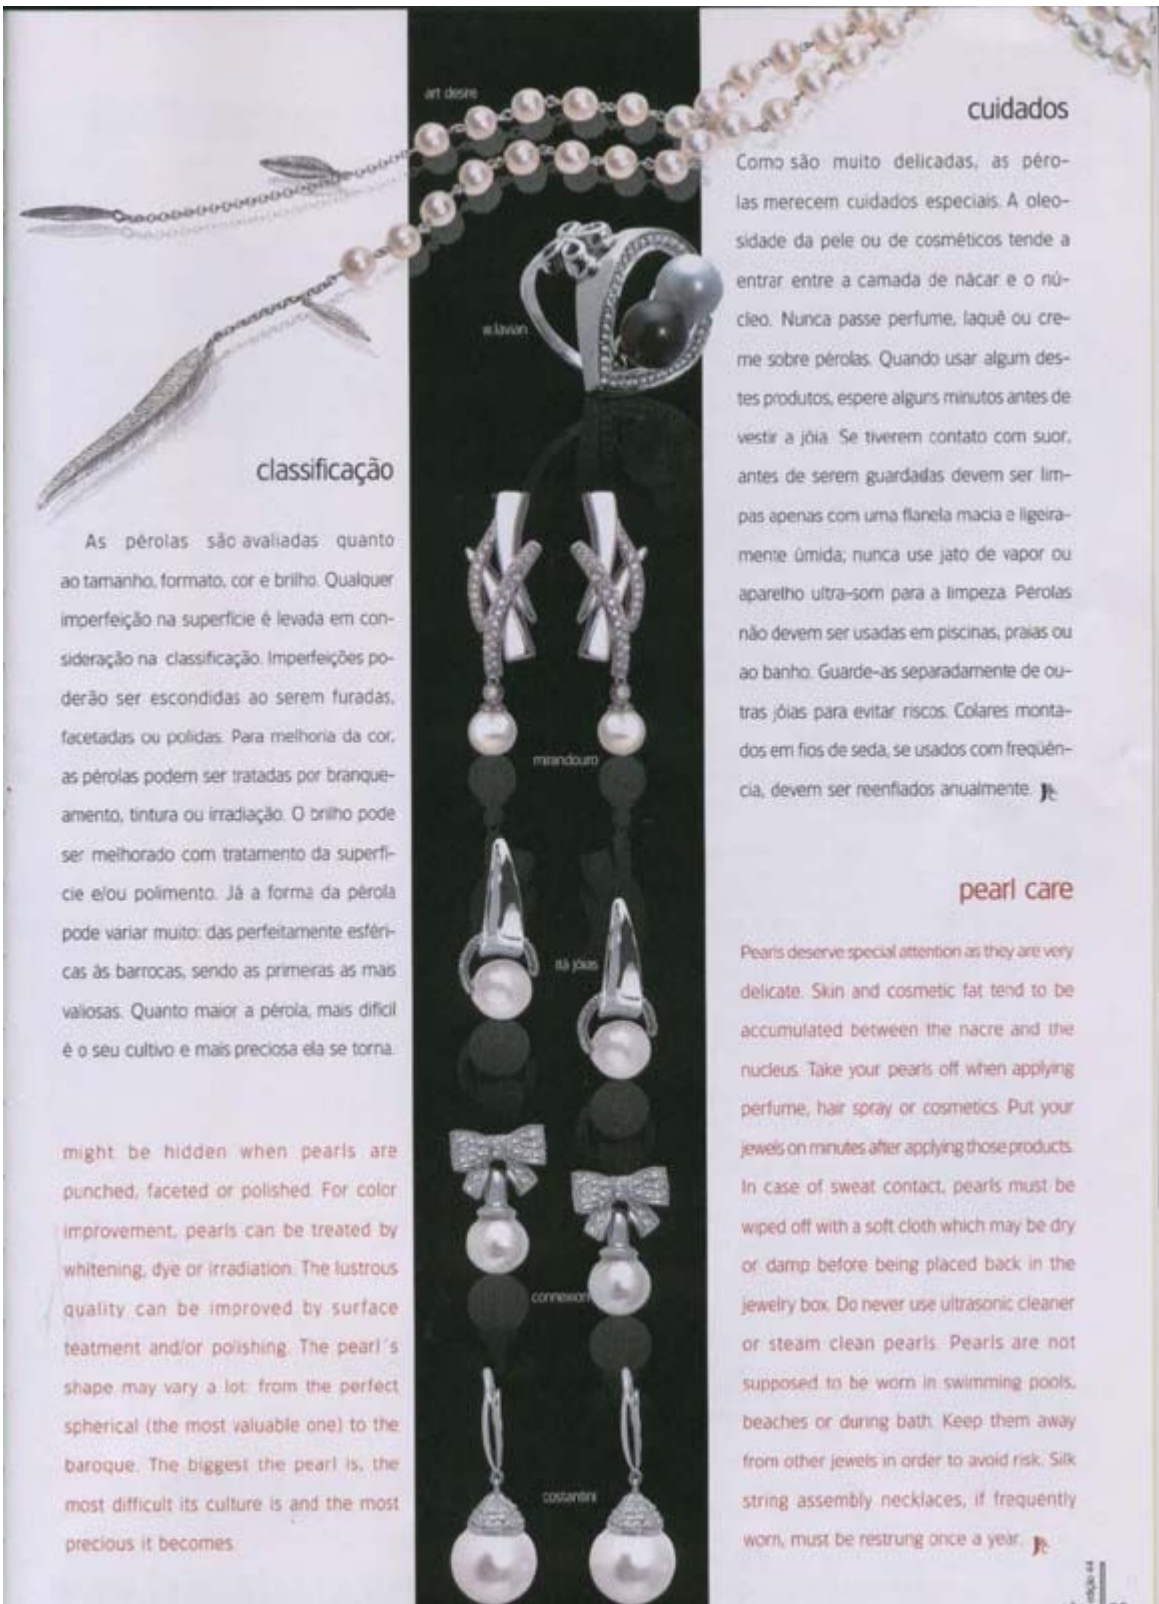 classificação
As pérolas são avaliadas quanto
ao tamanho, formato, cor e brilho. Qualquer
imperfeição na superfície é levada em con-
sideração na classificação. Imperfeições po-
derão ser escondidas ao serem furadas,
facetadas ou polidas. Para melhoria da cor,
as pérolas podem ser tratadas por branque-
amento, tintura ou irradiação. O brilho pode
ser melhorado com tratamento da superfí-
cie e/ou polimento. Já a forma da pérola
pode variar muito: das perfeitamente esféri-
cas às barrocas, sendo as primeiras as mais
valiosas. Quanto maior a pérola, mais difícil
é o seu cultivo e mais preciosa ela se torna.
might be hidden when pearls are
punched, faceted or polished. For color
improvement, pearls can be treated by
whitening, dye or irradiation. The lustrous
quality can be improved by surface
teatment and/or polishing. The pearl´s
shape may vary a lot: from the perfect
spherical (the most valuable one) to the
baroque. The biggest the pearl is, the
most difficult its culture is and the most
precious it becomes.
art desire
w.lavian
mirandouro
itá jóias
connexion
costantini
cuidados
Como são muito delicadas, as péro-
las merecem cuidados especiais. A oleo-
sidade da pele ou de cosméticos tende a
entrar entre a camada de nácar e o nú-
cleo. Nunca passe perfume, laquê ou cre-
me sobre pérolas. Quando usar algum des-
tes produtos, espere alguns minutos antes de
vestir a jóia. Se tiverem contato com suor,
antes de serem guardadas devem ser lim-
pas apenas com uma flanela macia e ligeira-
mente úmida; nunca use jato de vapor ou
aparelho ultra-som para a limpeza. Pérolas
não devem ser usadas em piscinas, praias ou
ao banho. Guarde-as separadamente de ou-
tras jóias para evitar riscos. Colares monta-
dos em fios de seda, se usados com freqüên-
cia, devem ser reenfiados anualmente.
pearl care
Pearls deserve special attention as they are very
delicate. Skin and cosmetic fat tend to be
accumulated between the nacre and the
nucleus. Take your pearls off when applying
perfume, hair spray or cosmetics. Put your
jewels on minutes after applying those products.
In case of sweat contact, pearls must be
wiped off with a soft cloth which may be dry
or damp before being placed back in the
jewelry box. Do never use ultrasonic cleaner
or steam clean pearls. Pearls are not
supposed to be worn in swimming pools,
beaches or during bath. Keep them away
from other jewels in order to avoid risk. Silk
string assembly necklaces, if frequently
worn, must be restrung once a year.
edição 44